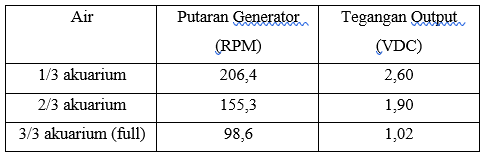 Air Putaran Generator Tegangan Output
(RPM) (VDC)
1/3 akuarium 206,4 2,60
2/3 akuarium 155,3 1,90
3/3 akuarium (full) 98,6 1,02